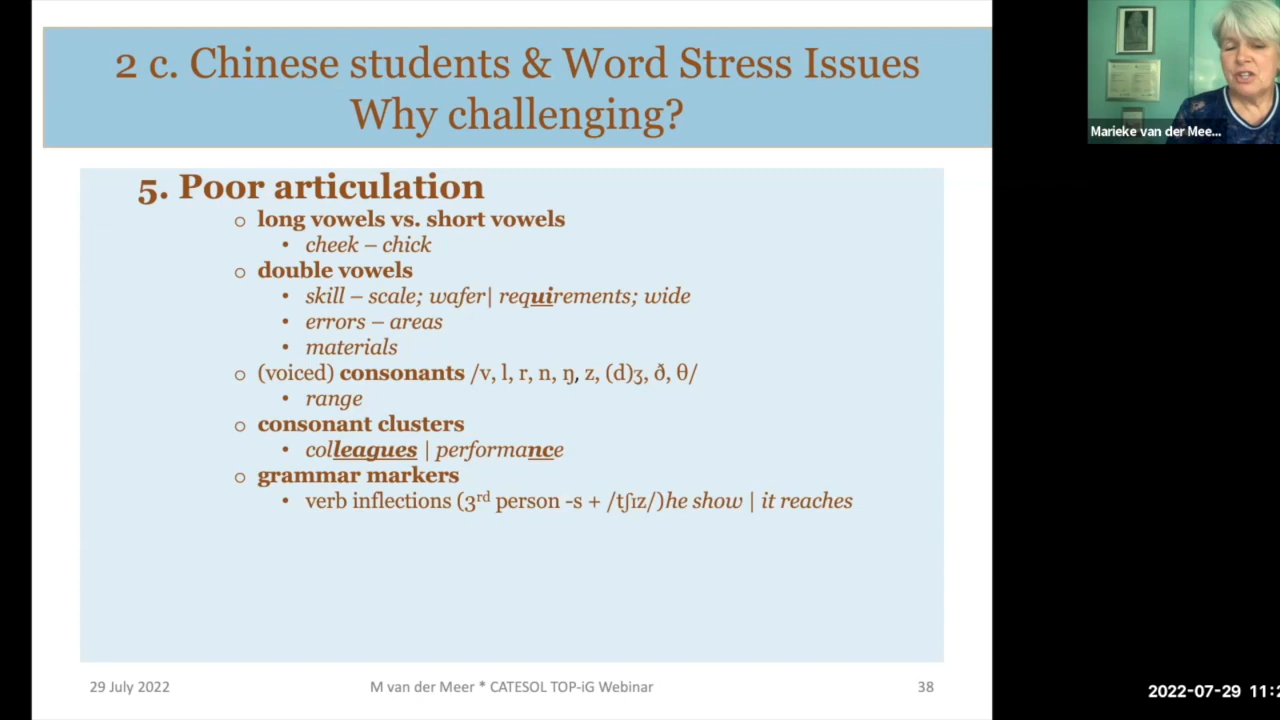 2 c. Chinese students & Word Stress Issues
Why challenging?
Marieke van der Mee...
5. Poor articulation
○ long vowels vs. short vowels
• cheek – chick
○ double vowels
• skill – scale; wafer| requirements; wide
• errors – areas
• materials
○ (voiced) consonants /v, l, r, n, ŋ, z, (d)ʒ, ð, θ/
• range
○ consonant clusters
• colleagues | performance
○ grammar markers
• verb inflections (3rd person -s + /tʃɪz/)he show | it reaches
29 July 2022 M van der Meer * CATESOL TOP-iG Webinar 38
2022-07-29 11:2